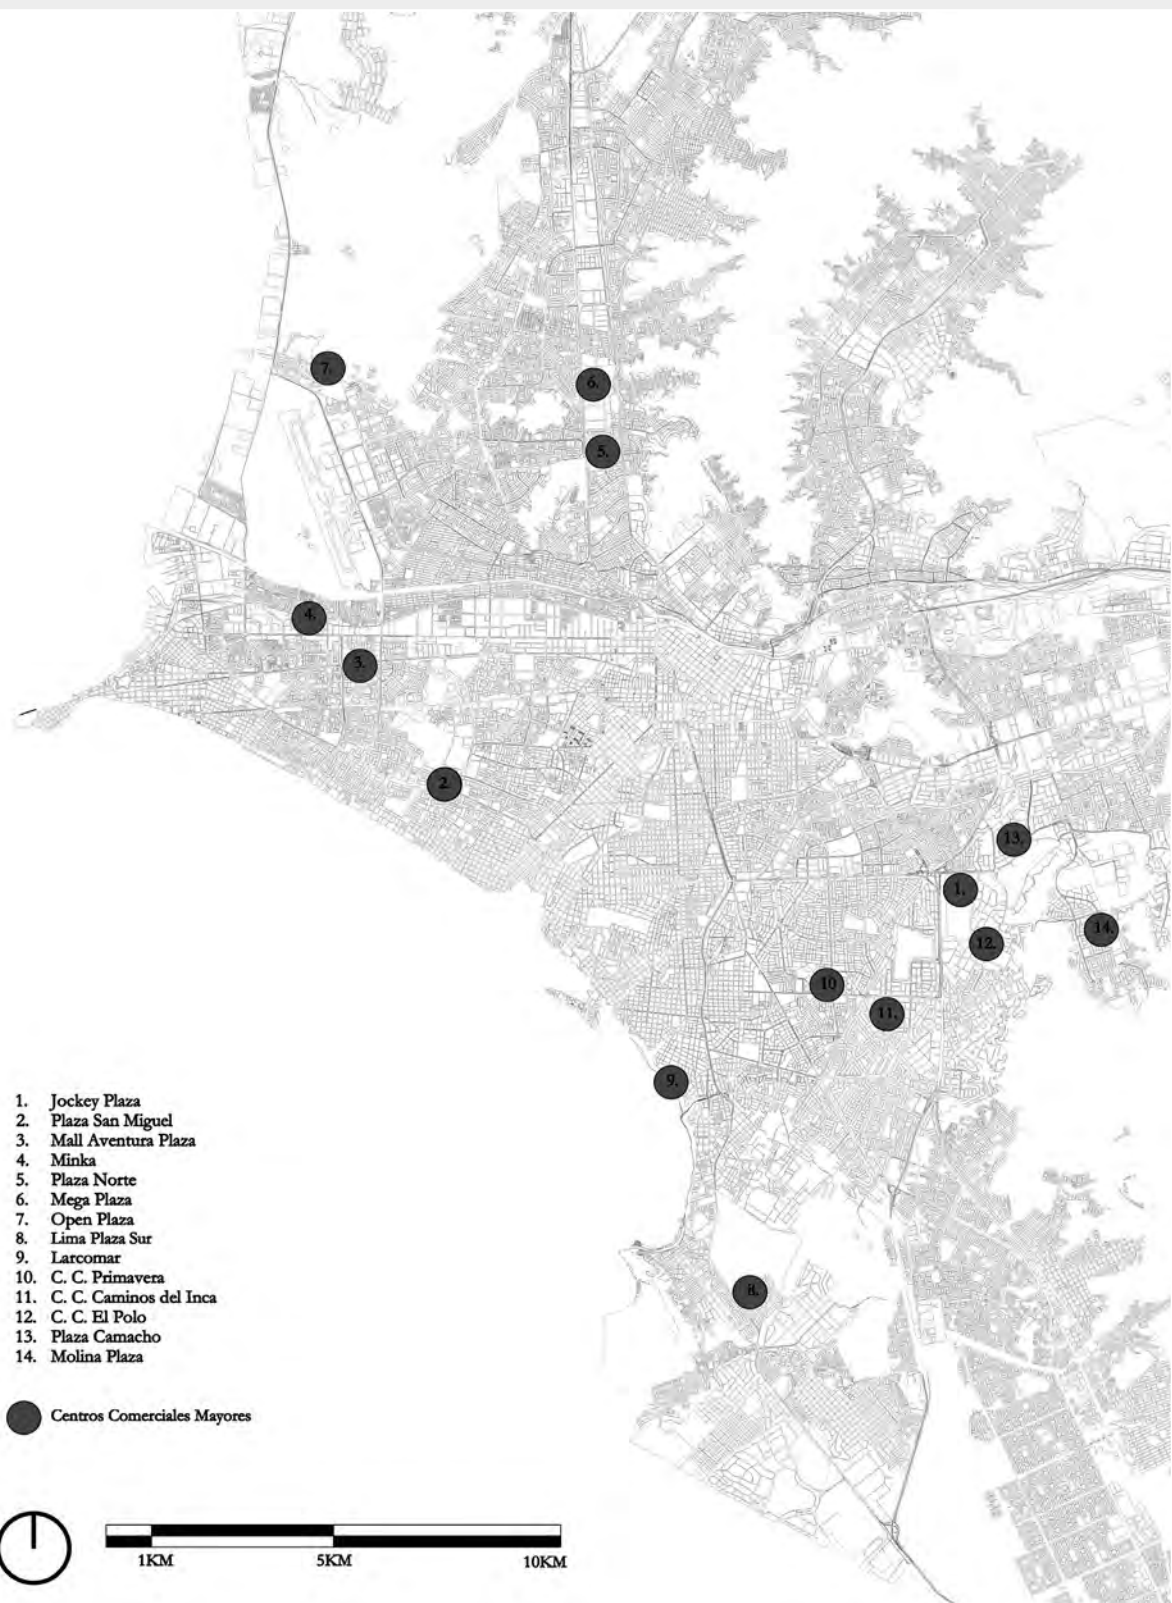 7.
6.
5.
4.
3.
2.
13.
1.
14.
12.
10
11.
9.
8.
1. Jockey Plaza
2. Plaza San Miguel
3. Mall Aventura Plaza
4. Minka
5. Plaza Norte
6. Mega Plaza
7. Open Plaza
8. Lima Plaza Sur
9. Larcomar
10. C. C. Primavera
11. C. C. Caminos del Inca
12. C. C. El Polo
13. Plaza Camacho
14. Molina Plaza
Centros Comerciales Mayores
1KM 5KM 10KM